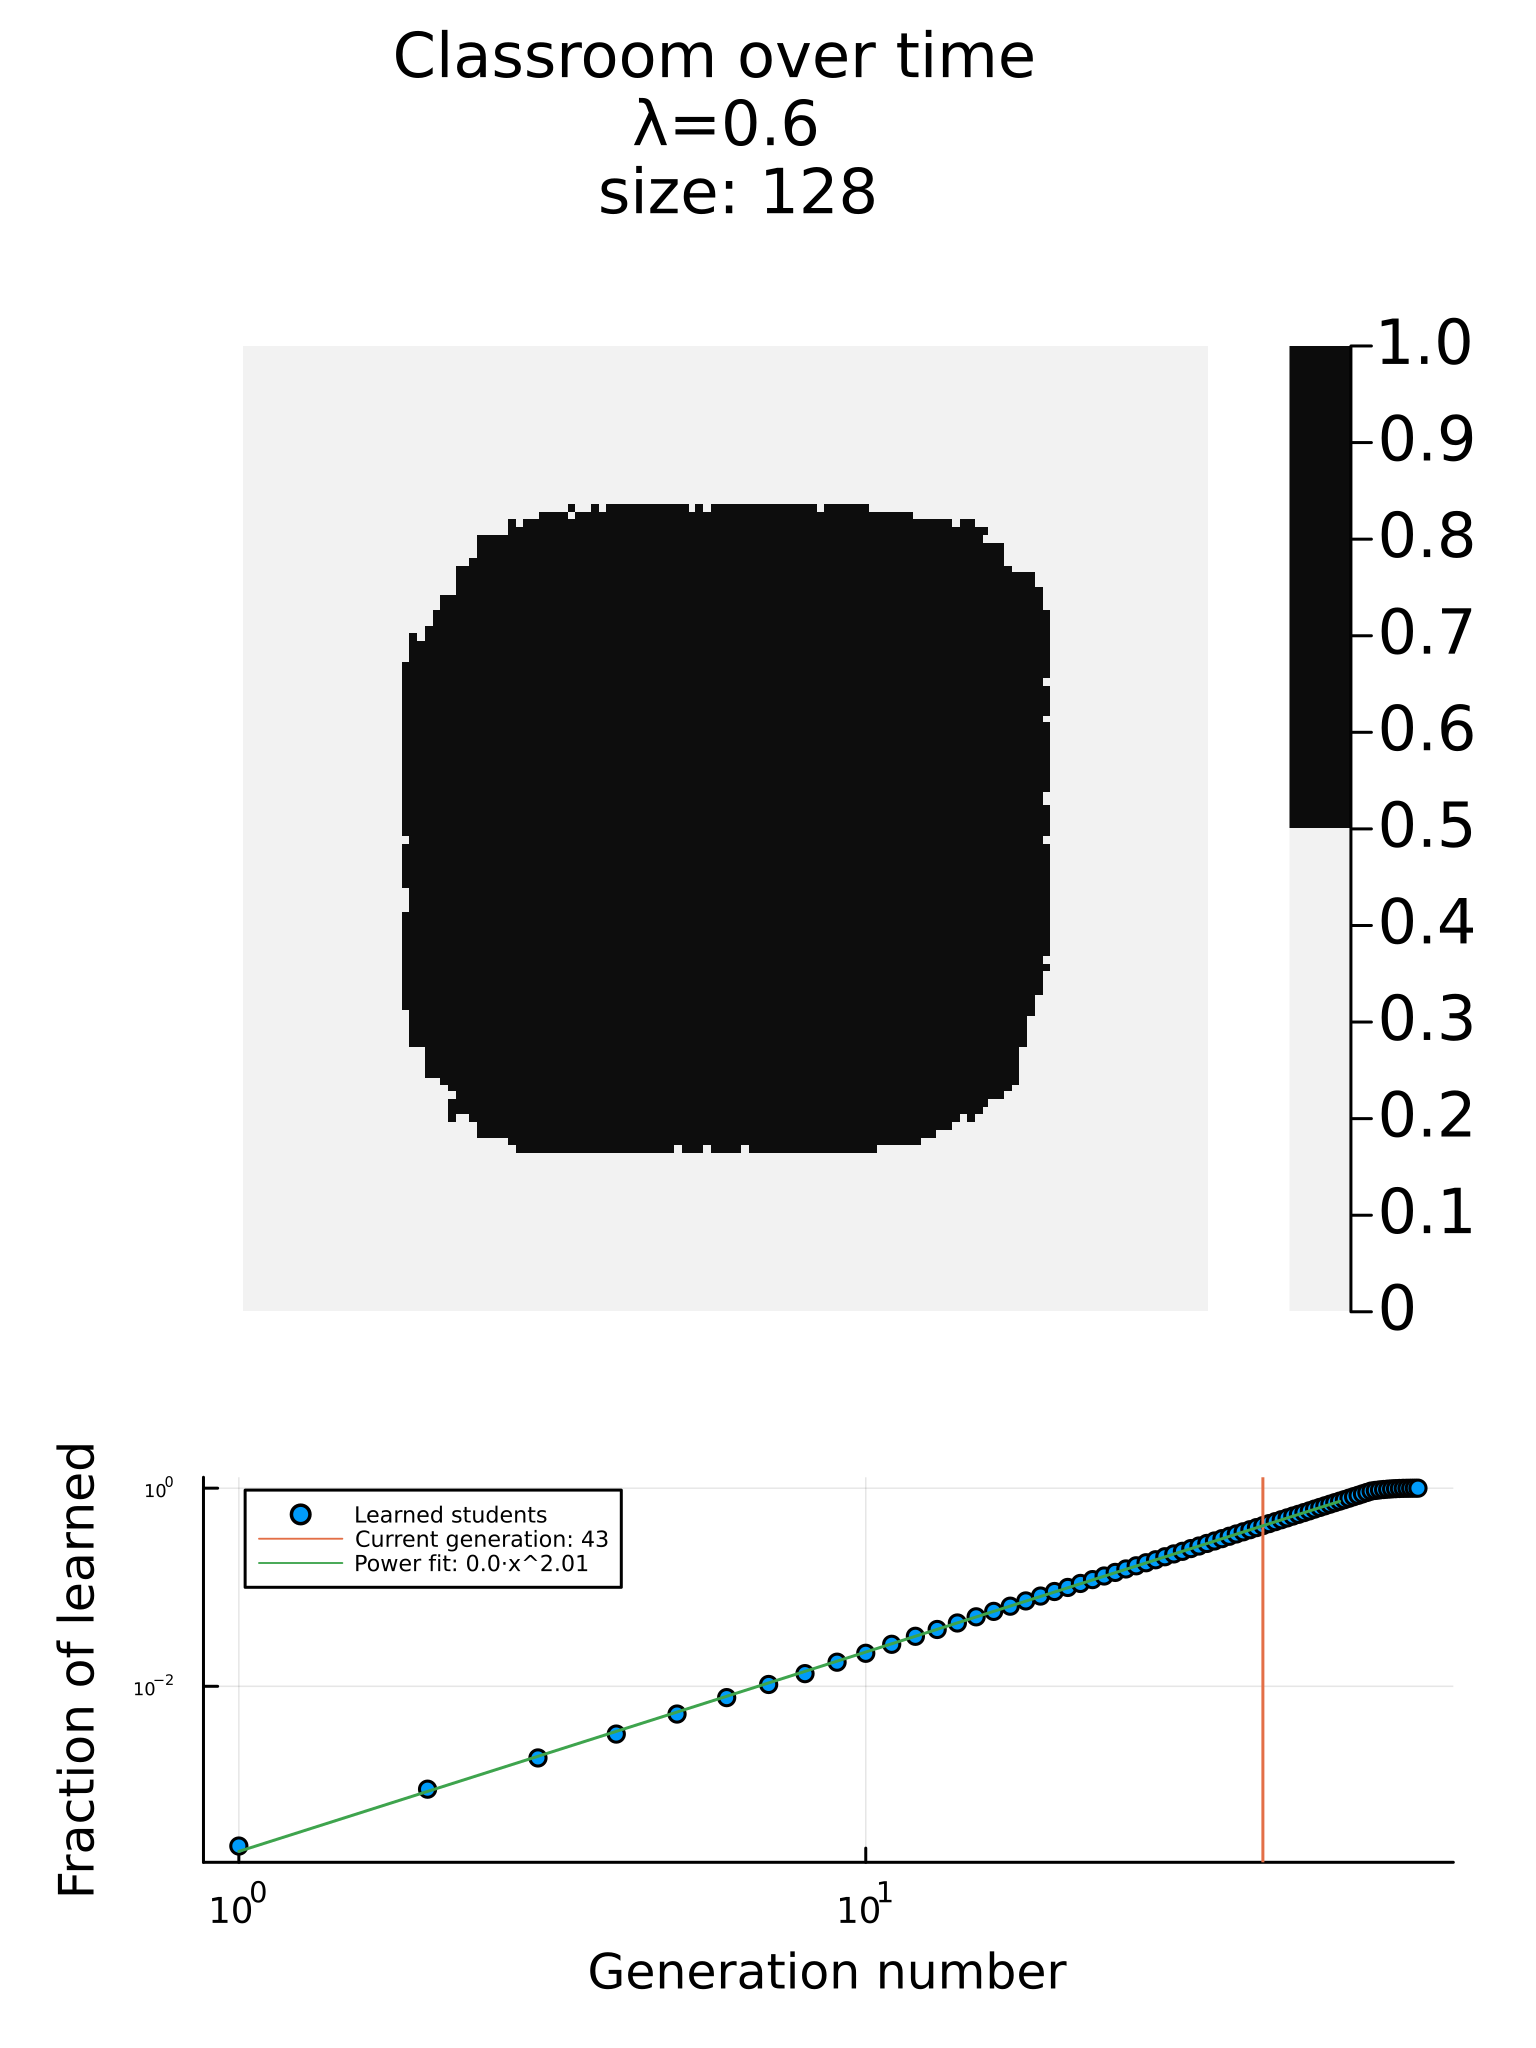 Classroom over time
λ=0.6
size: 128
1.0
0.9
0.8
0.7
0.6
0.5
0.4
0.3
0.2
0.1
0
Fraction of learned
10^0
10^−2
Learned students
Current generation: 43
Power fit: 0.0·x^2.01
10^0
10^1
Generation number